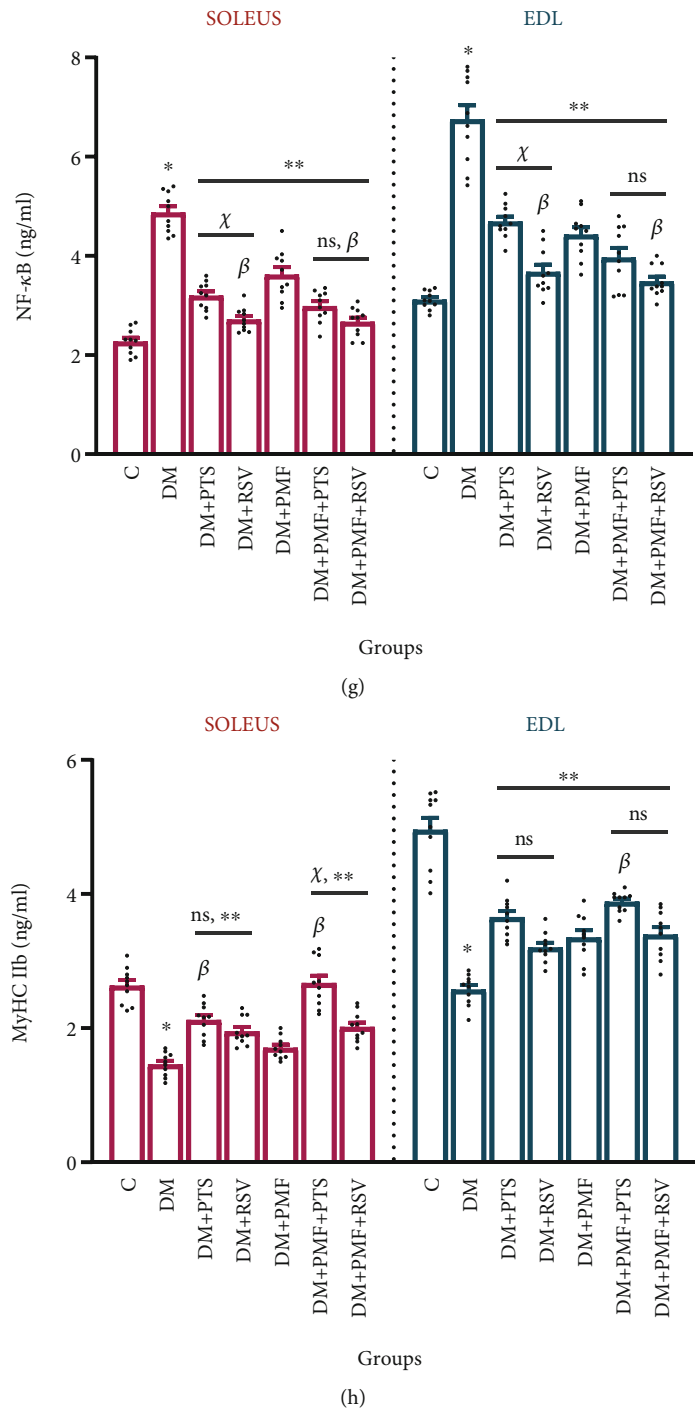 SOLEUS EDL
NF-κB (ng/ml)
8
6
4
2
0
*
**
χ
β
ns, β
*
**
χ
β
ns
β
C
DM
DM+PTS
DM+RSV
DM+PMF
DM+PMF+PTS
DM+PMF+RSV
C
DM
DM+PTS
DM+RSV
DM+PMF
DM+PMF+PTS
DM+PMF+RSV
Groups
(g)
SOLEUS EDL
MyHC IIb (ng/ml)
6
4
2
0
*
ns, **
β
χ, **
β
*
**
ns
ns
β
C
DM
DM+PTS
DM+RSV
DM+PMF
DM+PMF+PTS
DM+PMF+RSV
C
DM
DM+PTS
DM+RSV
DM+PMF
DM+PMF+PTS
DM+PMF+RSV
Groups
(h)